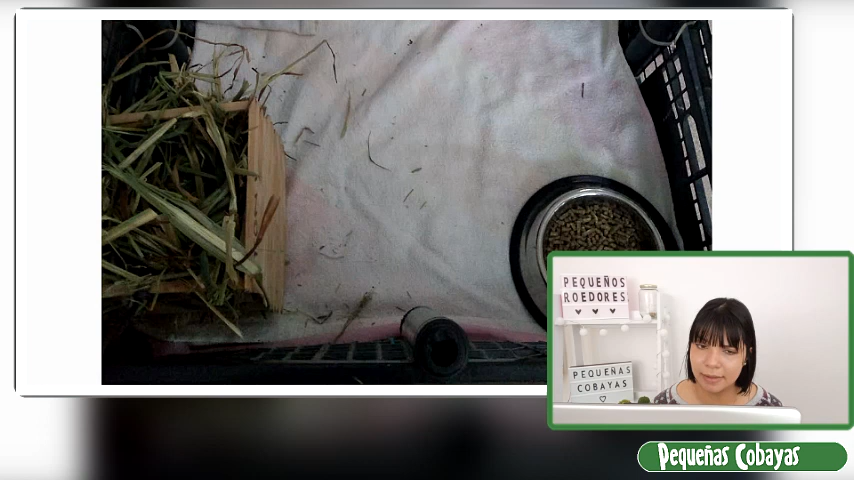 PEQUEÑOS
ROEDORES
PEQUEÑAS
COBAYAS
Pequeñas Cobayas